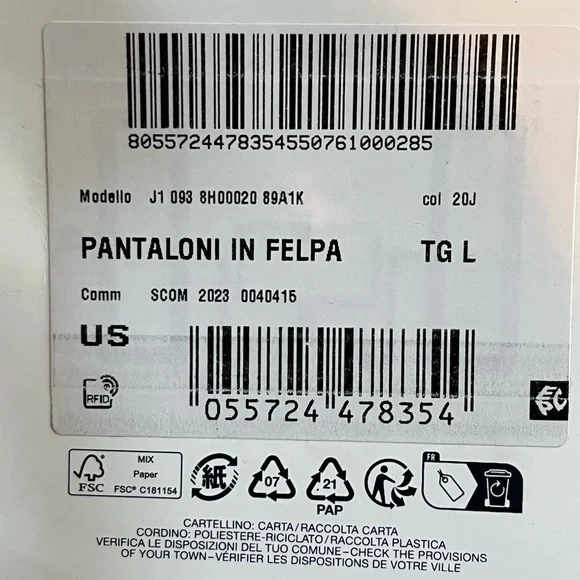 8055724478354550761000285
Modello J1 093 8H00020 89A1K col 20J
PANTALONI IN FELPA TG L
Comm SCOM 2023 0040415
US
RFID
055724 478354
FSC
MIX
Paper
FSC® C181154
紙
07
21
PAP
FR
CARTELLINO: CARTA/RACCOLTA CARTA
CORDINO: POLIESTERE-RICICLATO/RACCOLTA PLASTICA
VERIFICA LE DISPOSIZIONI DEL TUO COMUNE-CHECK THE PROVISIONS
OF YOUR TOWN-VÉRIFIER LES DISPOSITIONS DE VOTRE VILLE